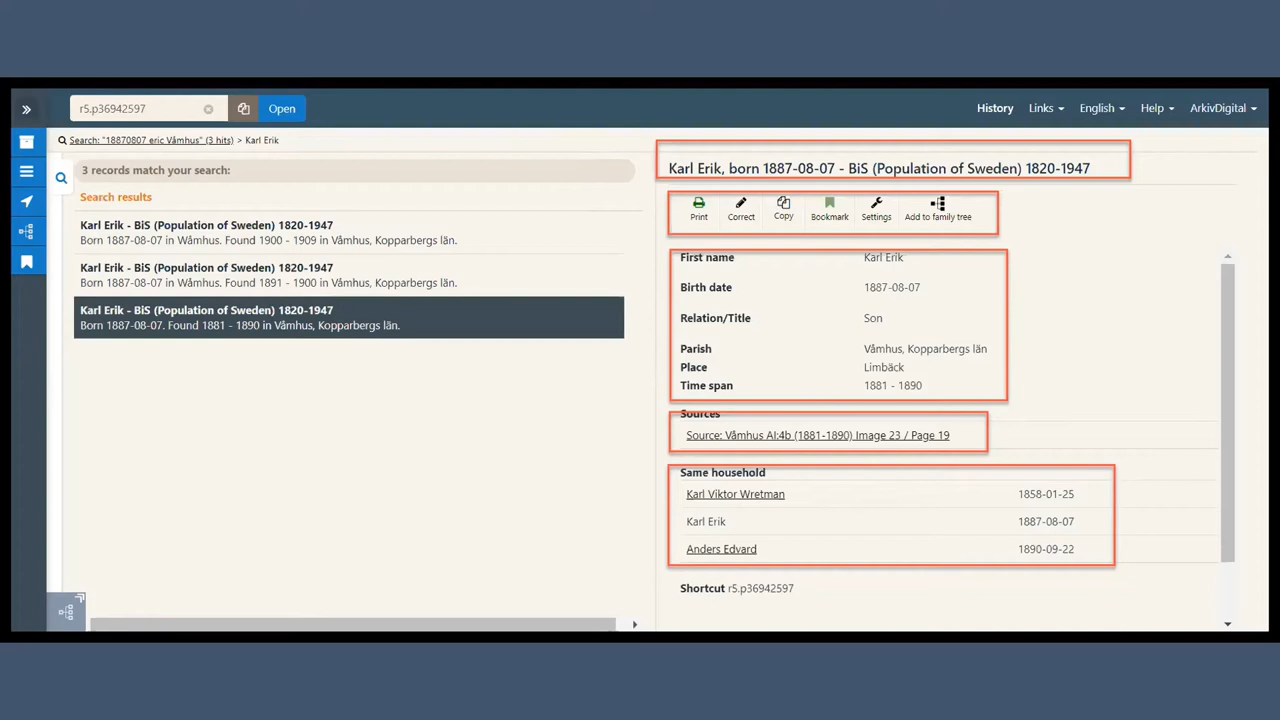 r5.p36942597
Open
History
Links
English
Help
ArkivDigital
Search: "18870807 eric Våmhus" (3 hits) > Karl Erik
3 records match your search:
Search results
Karl Erik - BiS (Population of Sweden) 1820-1947
Born 1887-08-07 in Wåmhus. Found 1900 - 1909 in Våmhus, Kopparbergs län.
Karl Erik - BiS (Population of Sweden) 1820-1947
Born 1887-08-07 in Wåmhus. Found 1891 - 1900 in Våmhus, Kopparbergs län.
Karl Erik - BiS (Population of Sweden) 1820-1947
Born 1887-08-07. Found 1881 - 1890 in Våmhus, Kopparbergs län.
Karl Erik, born 1887-08-07 - BiS (Population of Sweden) 1820-1947
Print Correct Copy Bookmark Settings Add to family tree
First name Karl Erik
Birth date 1887-08-07
Relation/Title Son
Parish Våmhus, Kopparbergs län
Place Limbäck
Time span 1881 - 1890
Sources
Source: Våmhus AI:4b (1881-1890) Image 23 / Page 19
Same household
Karl Viktor Wretman 1858-01-25
Karl Erik 1887-08-07
Anders Edvard 1890-09-22
Shortcut r5.p36942597